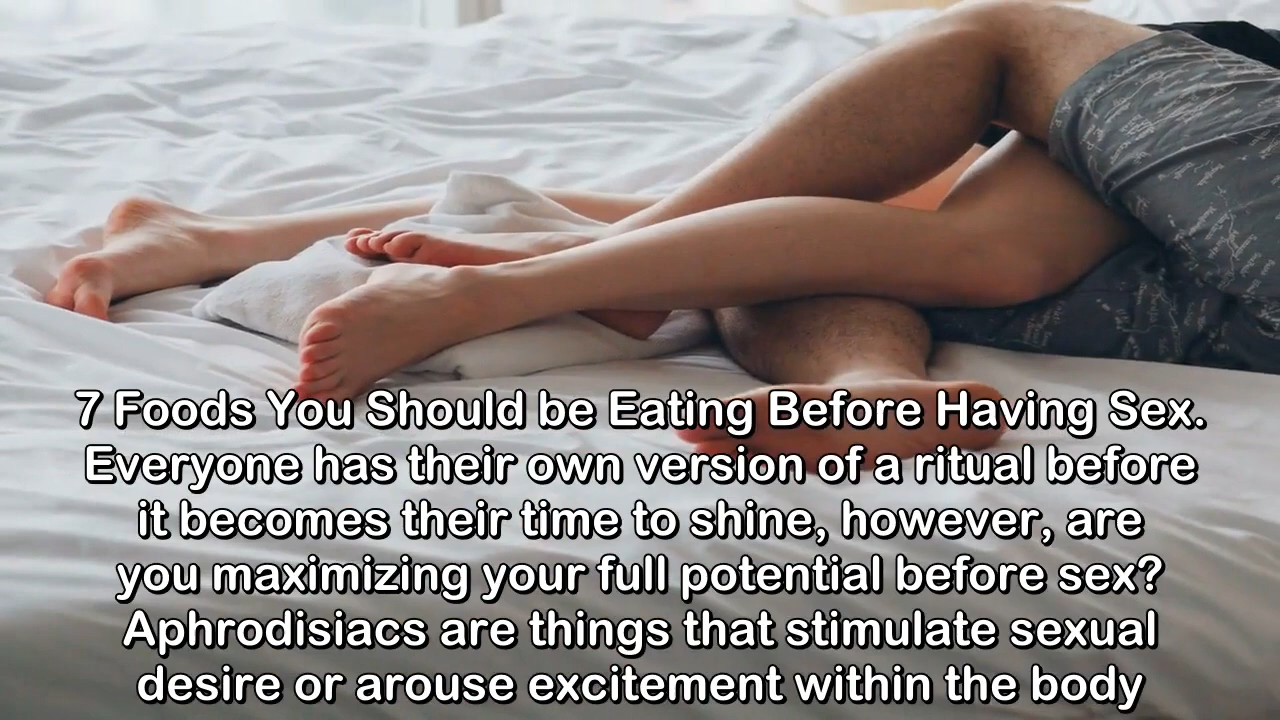 7 Foods You Should be Eating Before Having Sex.
Everyone has their own version of a ritual before
it becomes their time to shine, however, are
you maximizing your full potential before sex?
Aphrodisiacs are things that stimulate sexual
desire or arouse excitement within the body